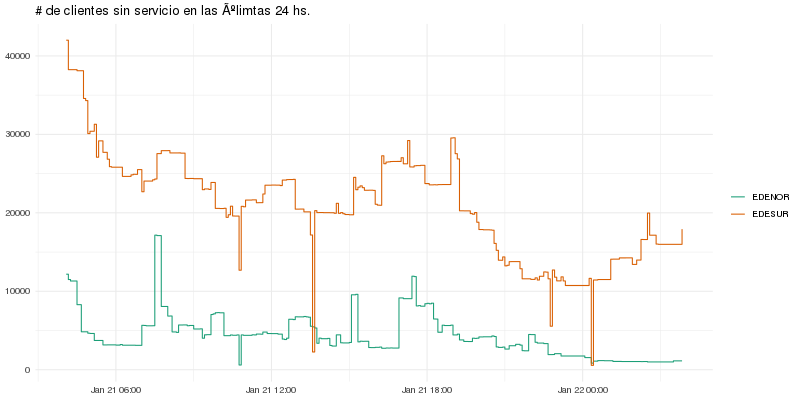 # de clientes sin servicio en las Ãºlimtas 24 hs.
40000
30000
20000
10000
0
Jan 21 06:00
Jan 21 12:00
Jan 21 18:00
Jan 22 00:00
EDENOR
EDESUR